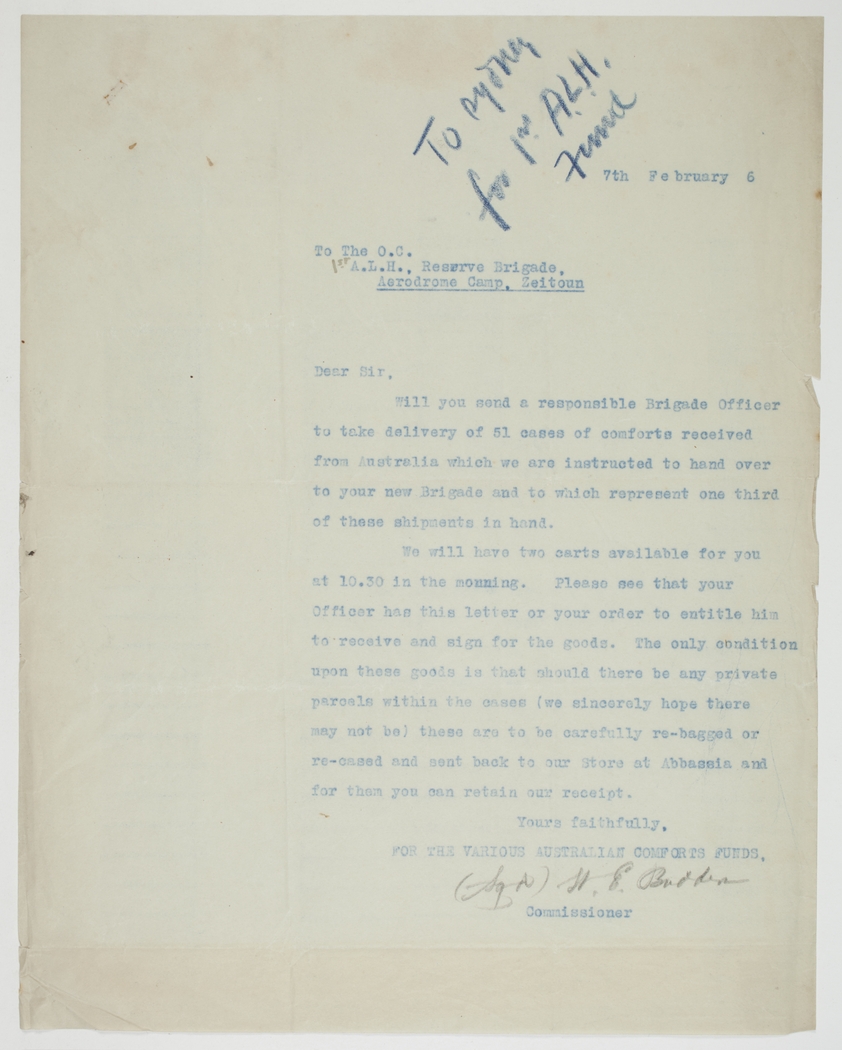 To Sydney
for 1st A.L.H.
Fund
7th February 6
To The O.C.
1st A.L.H., Reserve Brigade,
Aerodrome Camp, Zeitoun
Dear Sir,
Will you send a responsible Brigade Officer
to take delivery of 51 cases of comforts received
from Australia which we are instructed to hand over
to your new Brigade and to which represent one third
of these shipments in hand.
We will have two carts available for you
at 10.30 in the mouning. Please see that your
Officer has this letter or your order to entitle him
to receive and sign for the goods. The only condition
upon these goods is that should there be any private
parcels within the cases (we sincerely hope there
may not be) these are to be carefully re-bagged or
re-cased and sent back to our Store at Abbassia and
for them you can retain our receipt.
Yours faithfully,
FOR THE VARIOUS AUSTRALIAN COMFORTS FUNDS,
(Sgd) H. E. Budden
Commissioner